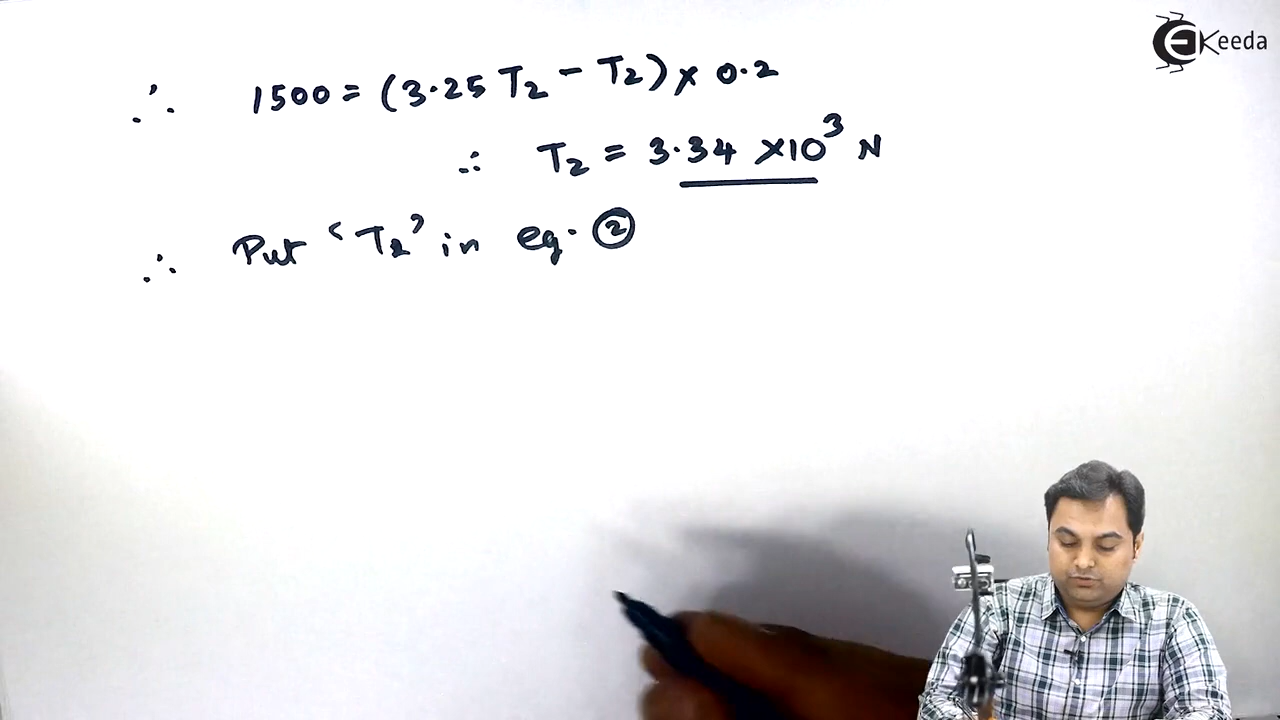 EKeeda
∴ 1500 = (3.25 T₂ - T₂) × 0.2
∴ T₂ = 3.34 × 10³ N
∴ Put ‘T₂’ in eq. ②